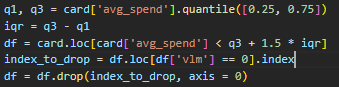 q1, q3 = card['avg_spend'].quantile([0.25, 0.75])
iqr = q3 - q1
df = card.loc[card['avg_spend'] < q3 + 1.5 * iqr]
index_to_drop = df.loc[df['vlm'] == 0].index
df = df.drop(index_to_drop, axis = 0)